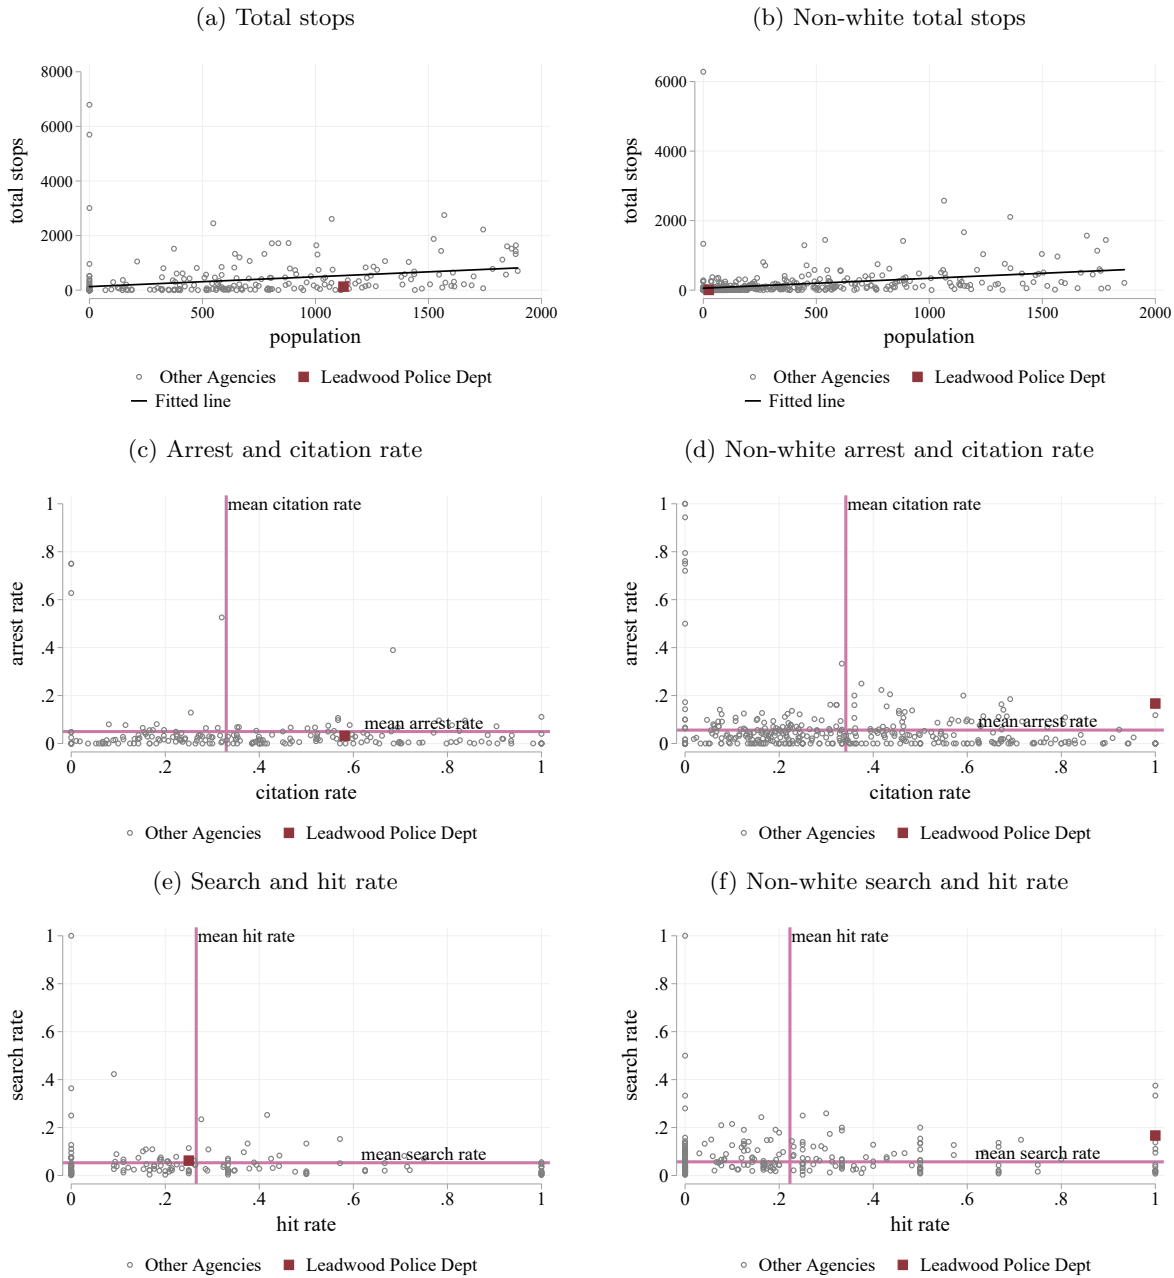 (a) Total stops
(b) Non-white total stops
8000
6000
4000
2000
0
total stops
0 500 1000 1500 2000
population
Other Agencies Leadwood Police Dept
Fitted line
6000
4000
2000
0
total stops
0 500 1000 1500 2000
population
Other Agencies Leadwood Police Dept
Fitted line
(c) Arrest and citation rate
(d) Non-white arrest and citation rate
1
.8
.6
.4
.2
0
arrest rate
mean citation rate
mean arrest rate
0 .2 .4 .6 .8 1
citation rate
Other Agencies Leadwood Police Dept
1
.8
.6
.4
.2
0
arrest rate
mean citation rate
mean arrest rate
0 .2 .4 .6 .8 1
citation rate
Other Agencies Leadwood Police Dept
(e) Search and hit rate
(f) Non-white search and hit rate
1
.8
.6
.4
.2
0
search rate
mean hit rate
mean search rate
0 .2 .4 .6 .8 1
hit rate
Other Agencies Leadwood Police Dept
1
.8
.6
.4
.2
0
search rate
mean hit rate
mean search rate
0 .2 .4 .6 .8 1
hit rate
Other Agencies Leadwood Police Dept